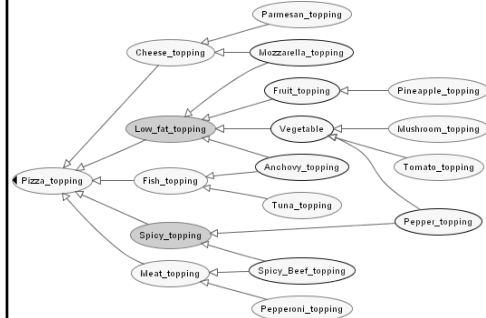 Parmesan_topping
Cheese_topping
Mozzarella_topping
Fruit_topping
Pineapple_topping
Low_fat_topping
Vegetable
Mushroom_topping
Anchovy_topping
Tomato_topping
Pizza_topping
Fish_topping
Tuna_topping
Pepper_topping
Spicy_topping
Meat_topping
Spicy_Beef_topping
Pepperoni_topping